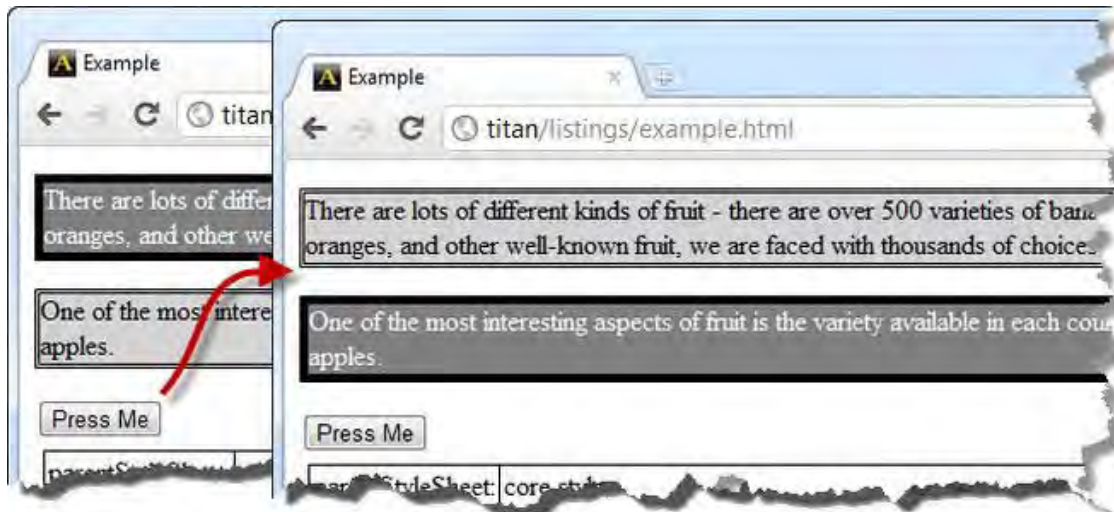 Example
titan
There are lots of differ
oranges, and other we
One of the most intere
apples.
Press Me
Example
titan/listings/example.html
There are lots of different kinds of fruit - there are over 500 varieties of bana
oranges, and other well-known fruit, we are faced with thousands of choices
One of the most interesting aspects of fruit is the variety available in each cou
apples.
Press Me
core